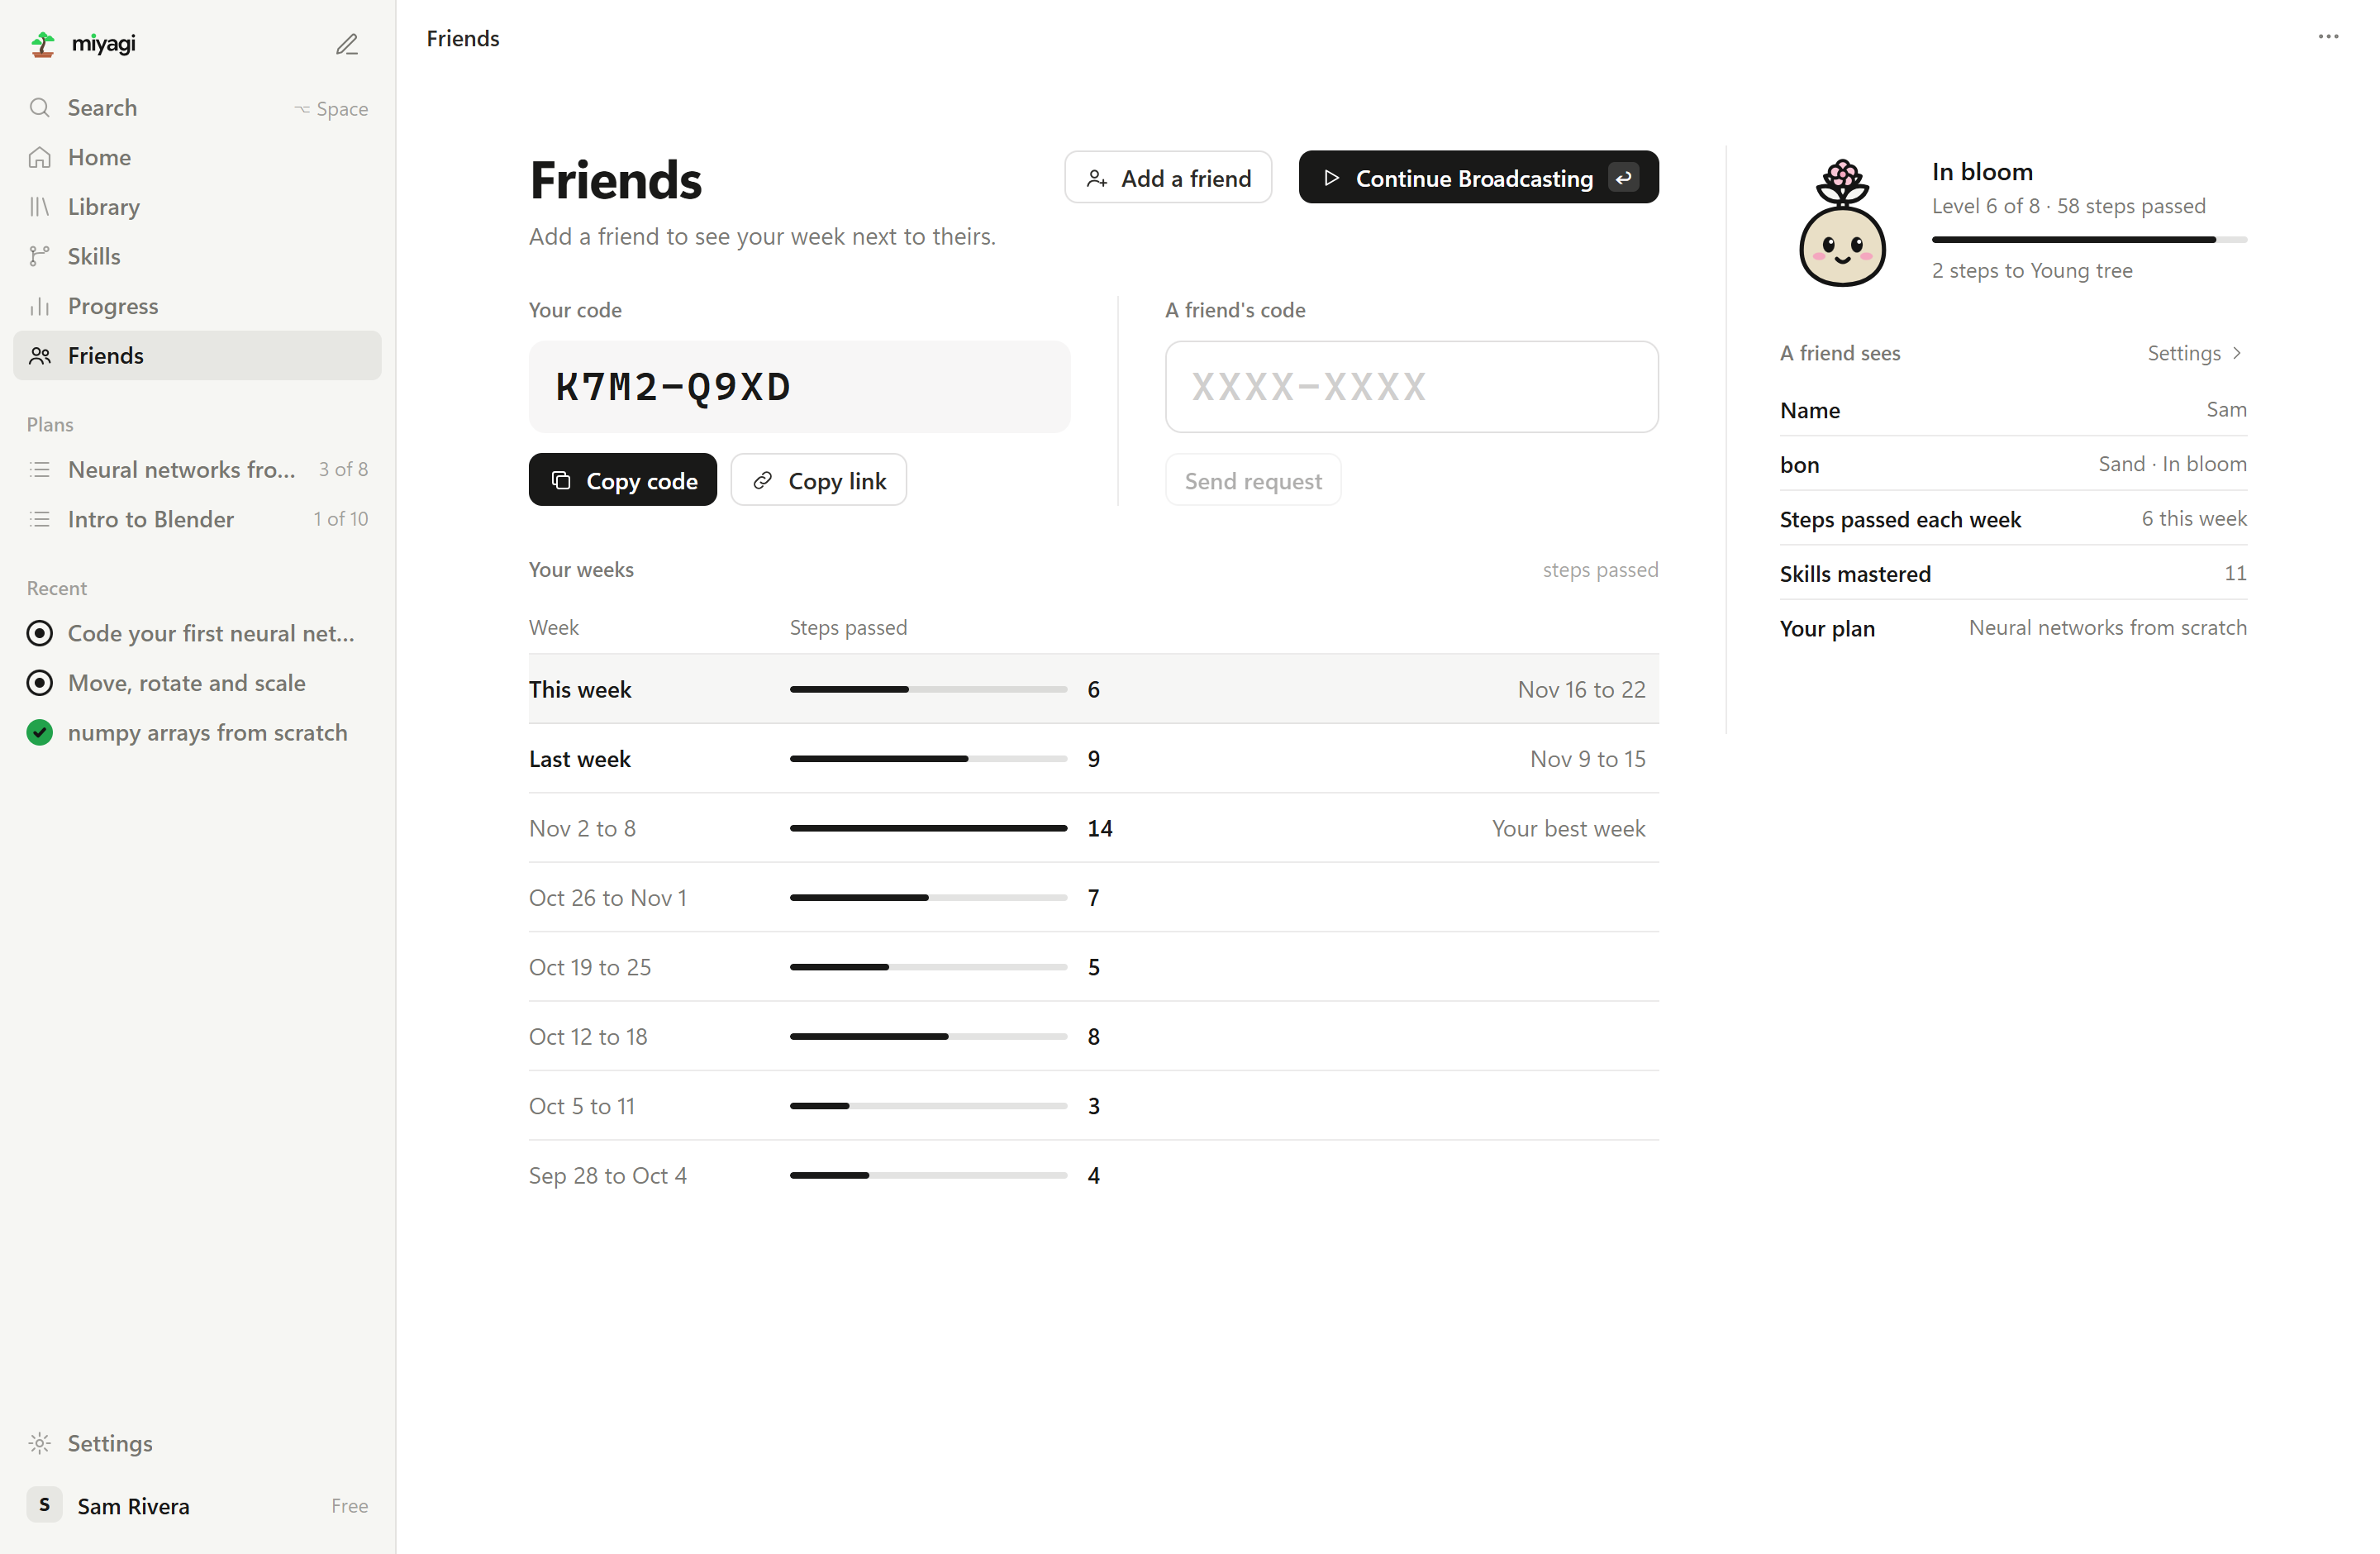 miyagi
Search ⌥ Space
Home
Library
Skills
Progress
Friends
Plans
Neural networks fro... 3 of 8
Intro to Blender 1 of 10
Recent
Code your first neural net...
Move, rotate and scale
numpy arrays from scratch
Settings
S Sam Rivera Free
Friends
Friends
Add a friend
Continue Broadcasting
Add a friend to see your week next to theirs.
Your code
K7M2-Q9XD
Copy code
Copy link
A friend's code
XXXX-XXXX
Send request
Your weeks steps passed
Week Steps passed
This week 6 Nov 16 to 22
Last week 9 Nov 9 to 15
Nov 2 to 8 14 Your best week
Oct 26 to Nov 1 7
Oct 19 to 25 5
Oct 12 to 18 8
Oct 5 to 11 3
Sep 28 to Oct 4 4
In bloom
Level 6 of 8 · 58 steps passed
2 steps to Young tree
A friend sees Settings
Name Sam
bon Sand · In bloom
Steps passed each week 6 this week
Skills mastered 11
Your plan Neural networks from scratch